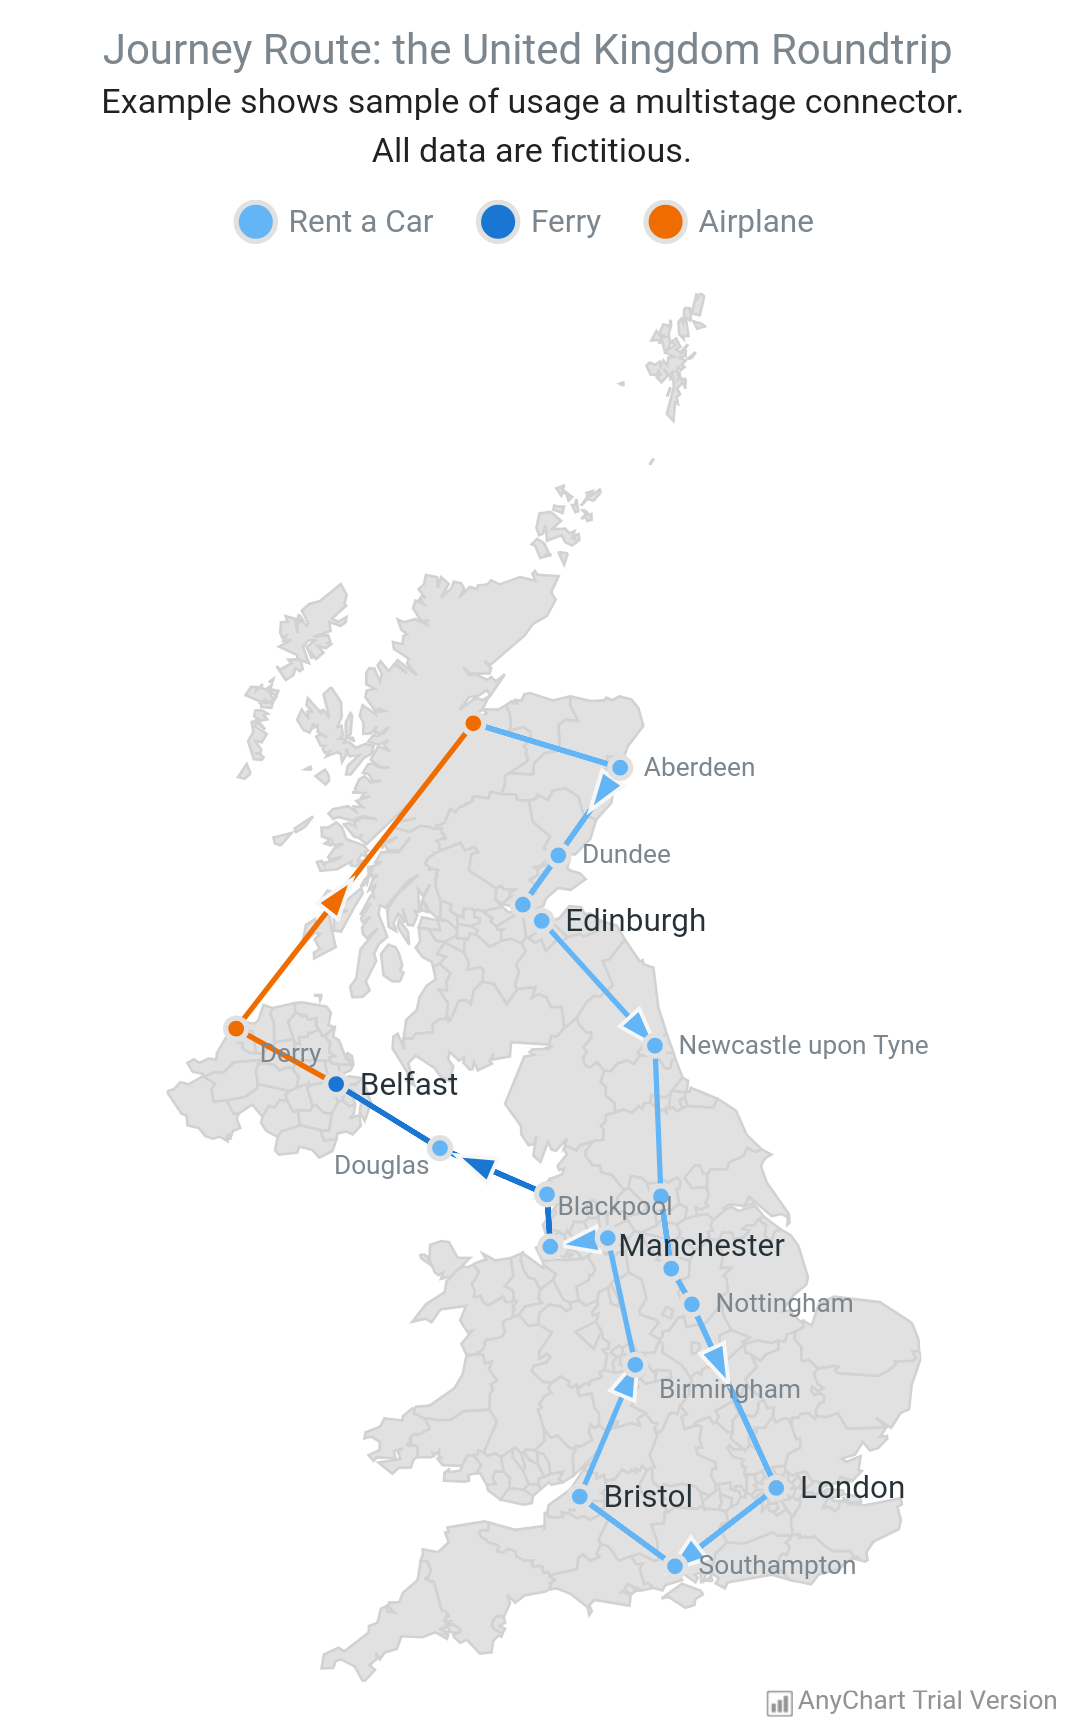 Journey Route: the United Kingdom Roundtrip
Example shows sample of usage a multistage connector.
All data are fictitious.
Rent a Car
Ferry
Airplane
Aberdeen
Dundee
Edinburgh
Newcastle upon Tyne
Derry
Belfast
Douglas
Blackpool
Manchester
Nottingham
Birmingham
London
Bristol
Southampton
AnyChart Trial Version